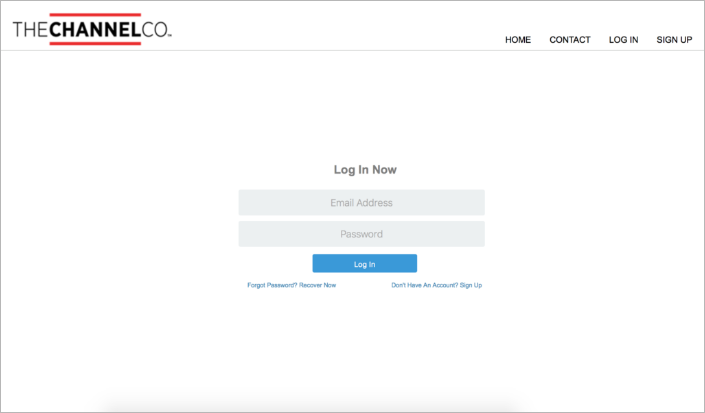 THECHANNELCO™
HOME CONTACT LOG IN SIGN UP
Log In Now
Email Address
Password
Log In
Forgot Password? Recover Now Don't Have An Account? Sign Up